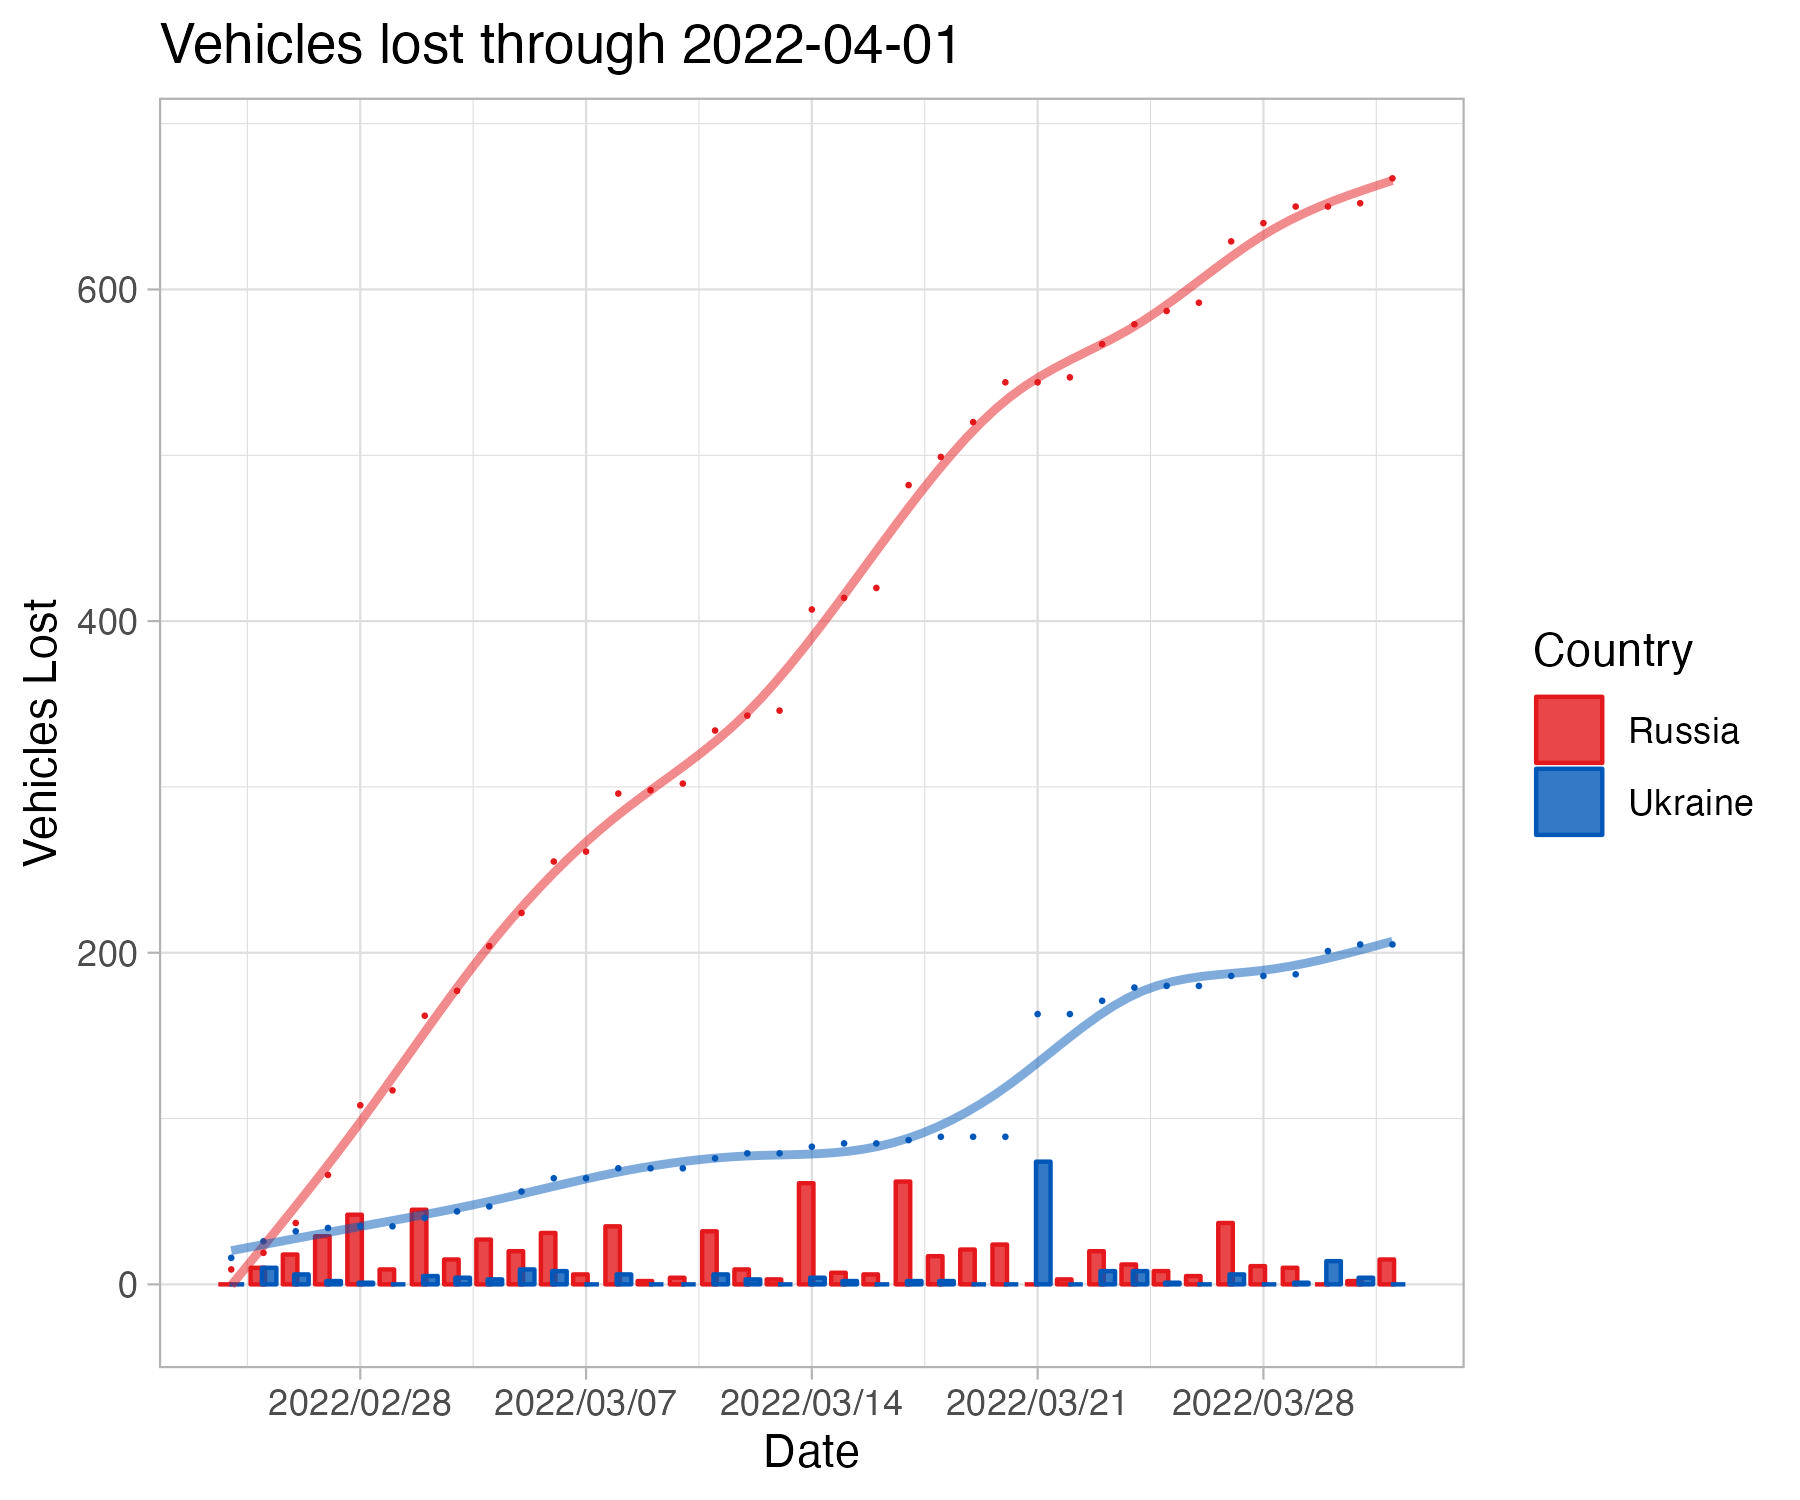 Vehicles lost through 2022-04-01
Vehicles Lost
600
400
200
0
2022/02/28 2022/03/07 2022/03/14 2022/03/21 2022/03/28
Date
Country
Russia
Ukraine